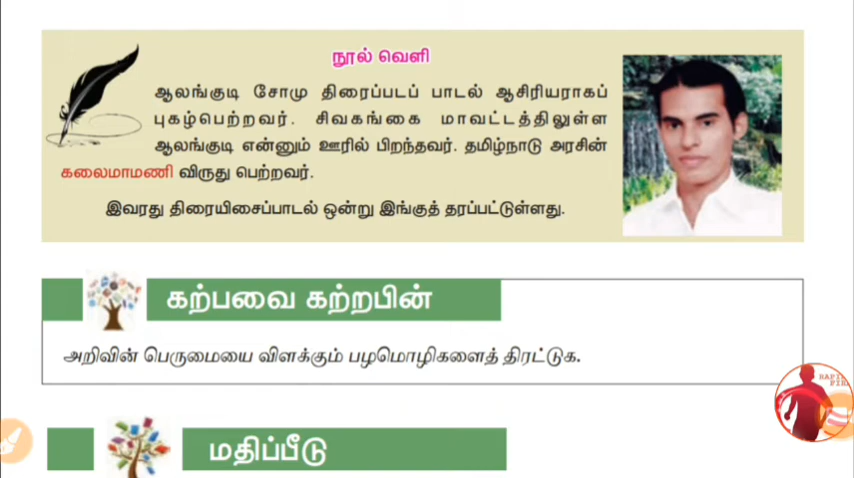 நூல் வெளி
ஆலங்குடி சோமு திரைப்படப் பாடல் ஆசிரியராகப்
புகழ்பெற்றவர். சிவகங்கை மாவட்டத்திலுள்ள
ஆலங்குடி என்னும் ஊரில் பிறந்தவர். தமிழ்நாடு அரசின்
கலைமாமணி விருது பெற்றவர்.
இவரது திரையிசைப்பாடல் ஒன்று இங்குத் தரப்பட்டுள்ளது.
கற்பவை கற்றபின்
அறிவின் பெருமையை விளக்கும் பழமொழிகளைத் திரட்டுக.
மதிப்பீடு